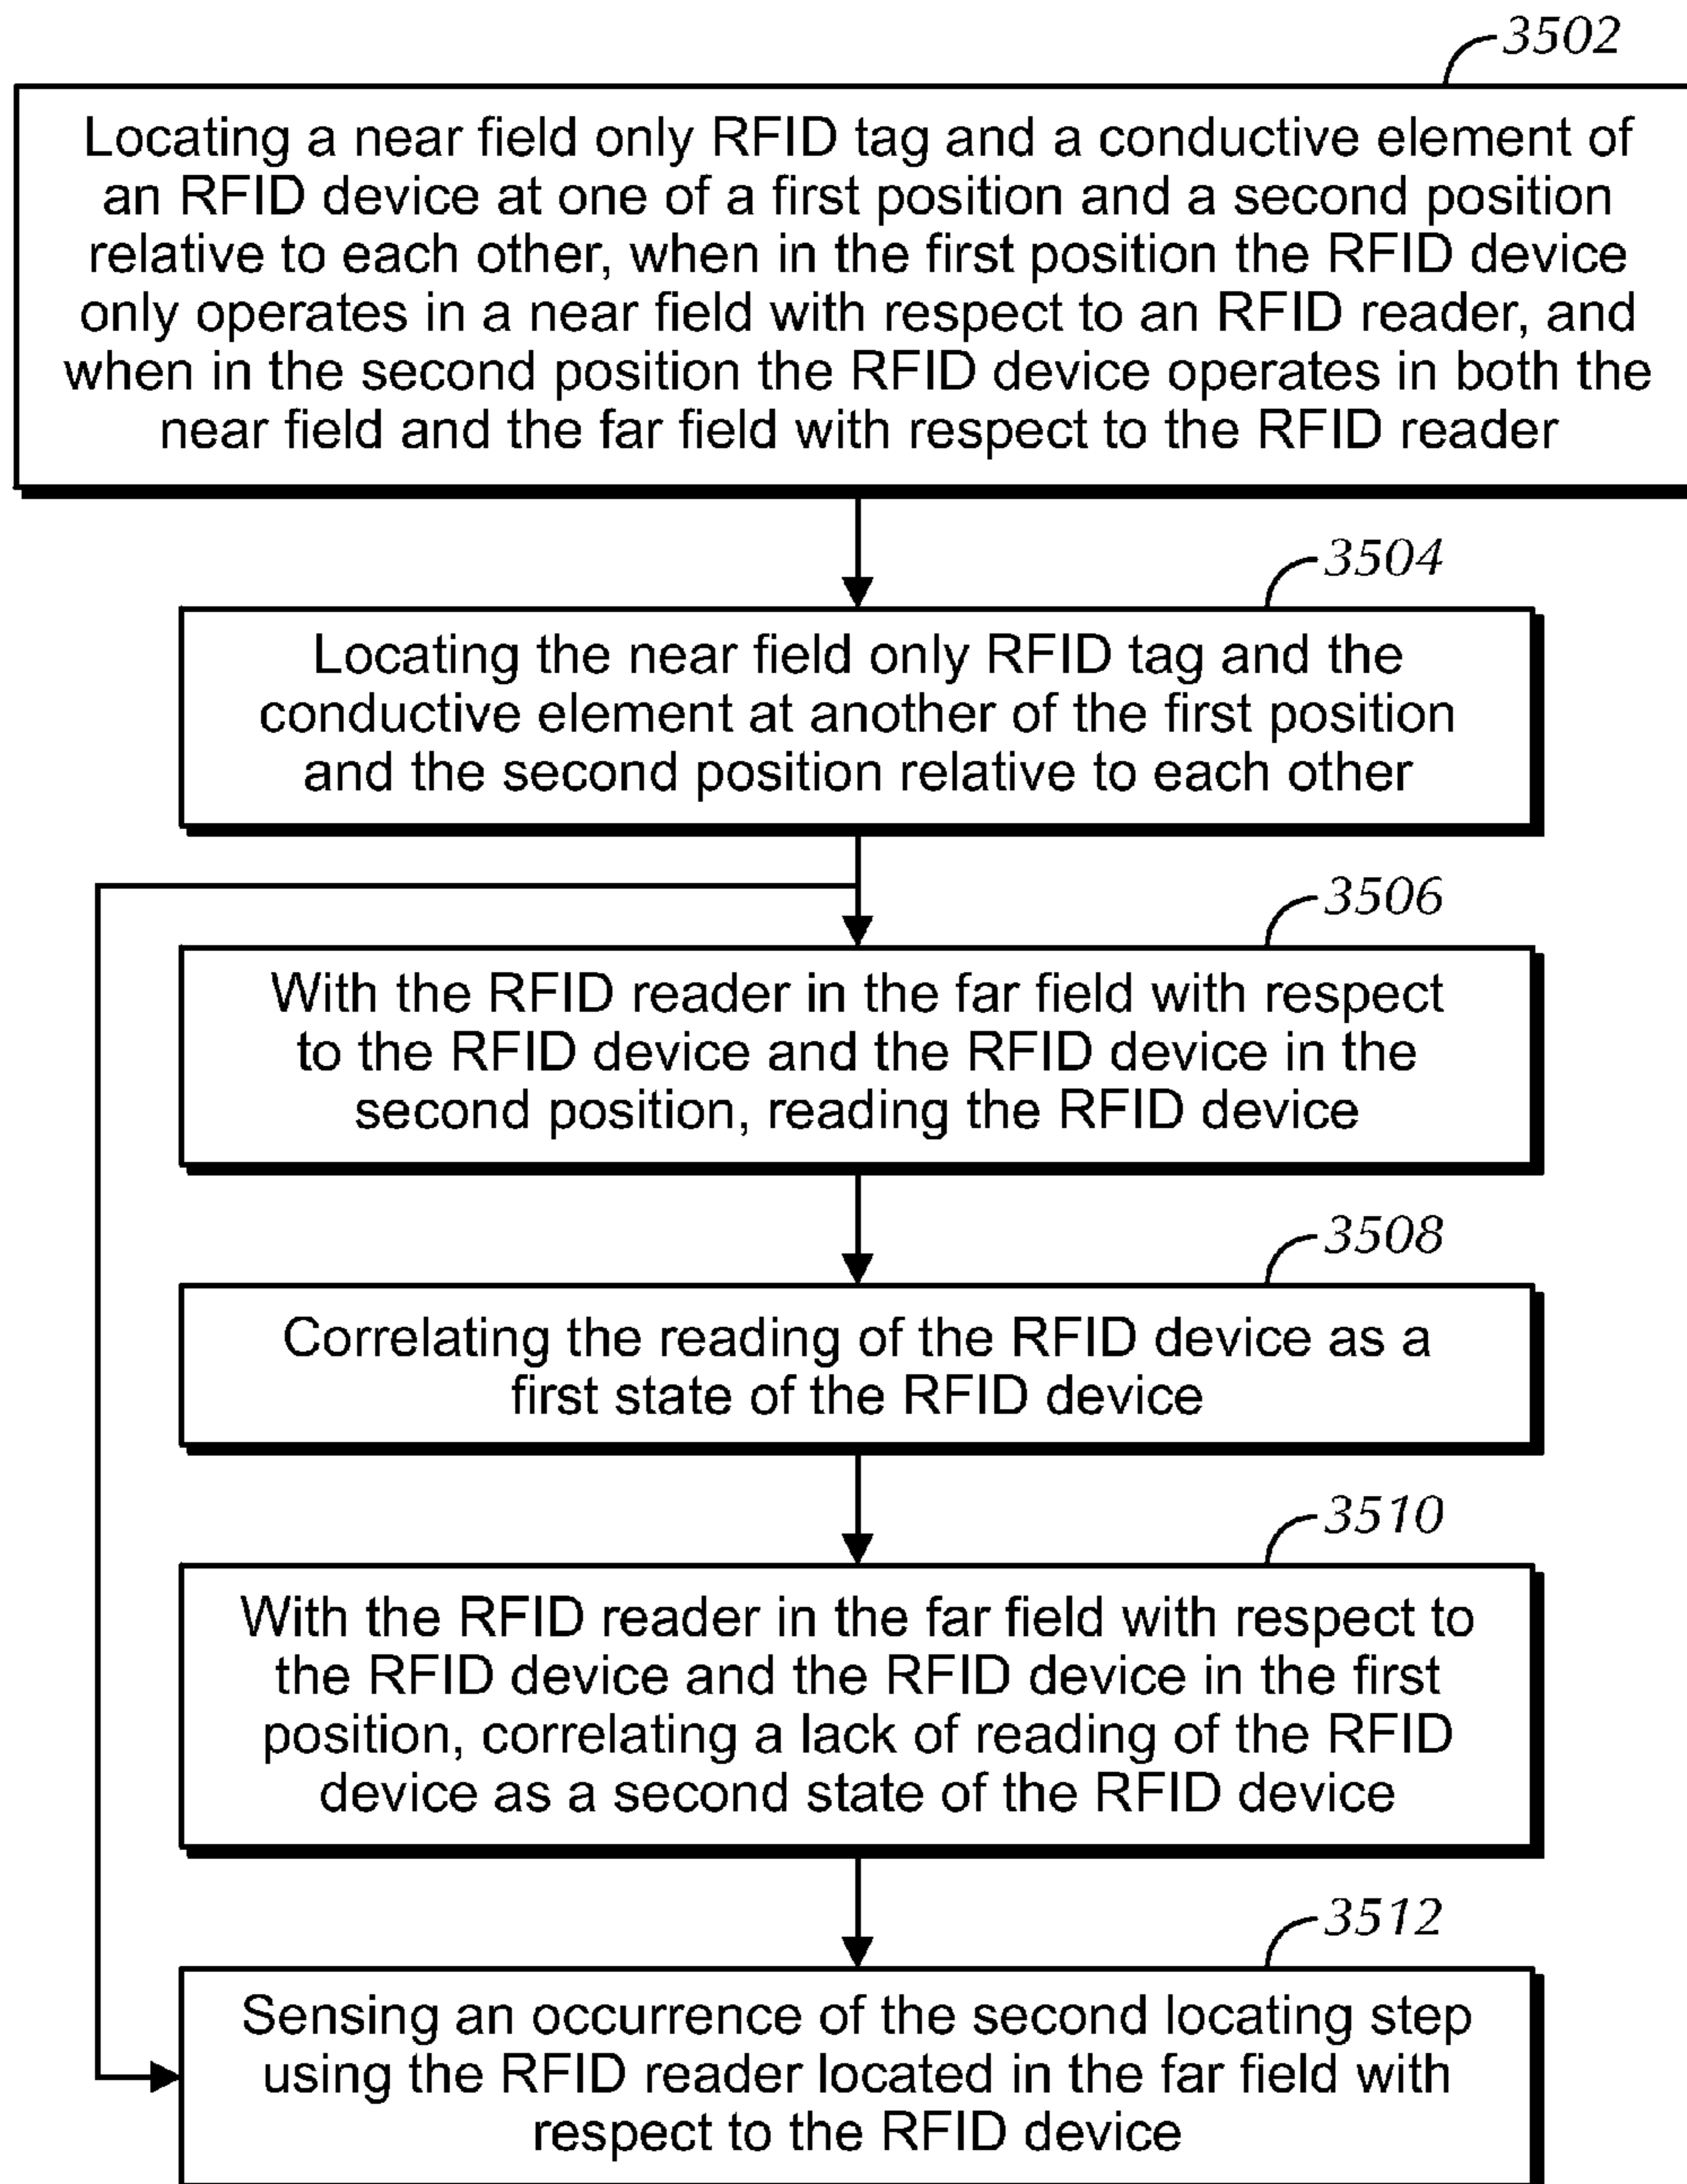 3502
Locating a near field only RFID tag and a conductive element of
an RFID device at one of a first position and a second position
relative to each other, when in the first position the RFID device
only operates in a near field with respect to an RFID reader, and
when in the second position the RFID device operates in both the
near field and the far field with respect to the RFID reader
3504
Locating the near field only RFID tag and the
conductive element at another of the first position
and the second position relative to each other
3506
With the RFID reader in the far field with respect
to the RFID device and the RFID device in the
second position, reading the RFID device
3508
Correlating the reading of the RFID device as a
first state of the RFID device
3510
With the RFID reader in the far field with respect to
the RFID device and the RFID device in the first
position, correlating a lack of reading of the RFID
device as a second state of the RFID device
3512
Sensing an occurrence of the second locating step
using the RFID reader located in the far field with
respect to the RFID device